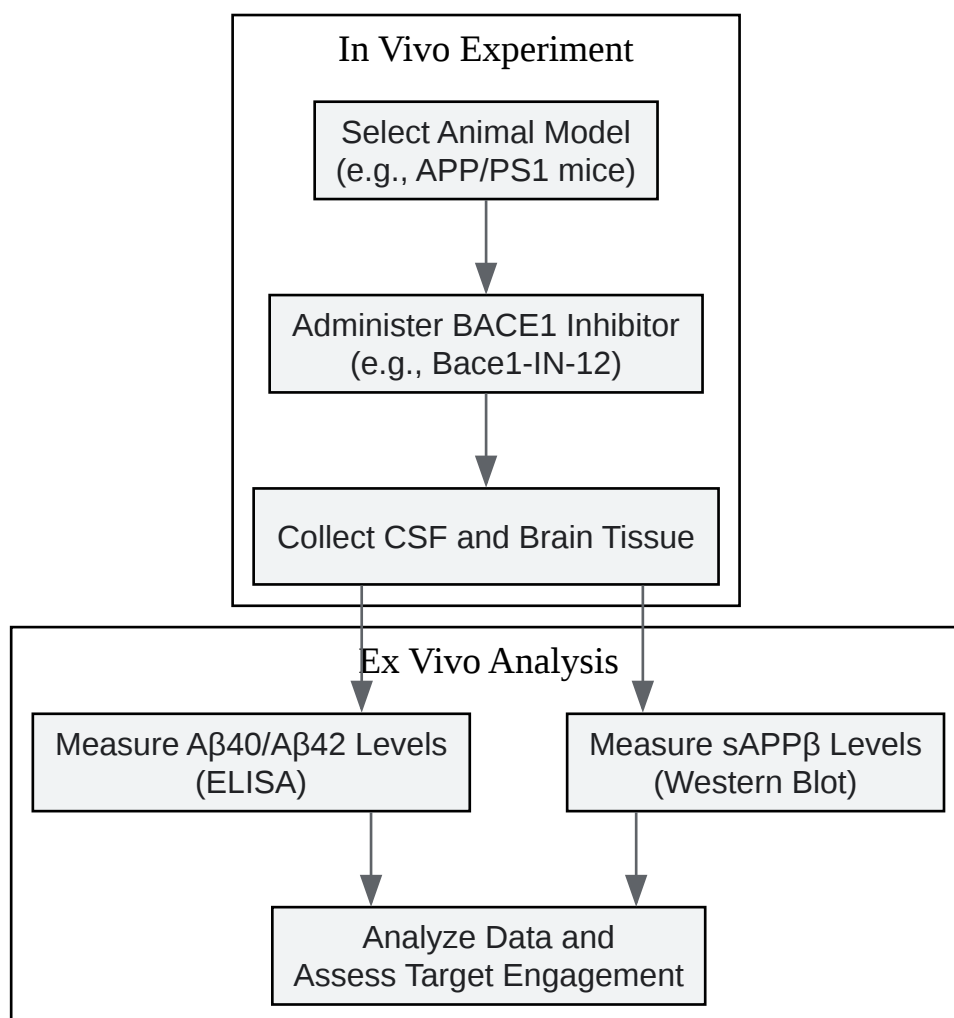 In Vivo Experiment
Select Animal Model
(e.g., APP/PS1 mice)
Administer BACE1 Inhibitor
(e.g., Bace1-IN-12)
Collect CSF and Brain Tissue
Ex Vivo Analysis
Measure Aβ40/Aβ42 Levels
(ELISA)
Measure sAPPβ Levels
(Western Blot)
Analyze Data and
Assess Target Engagement